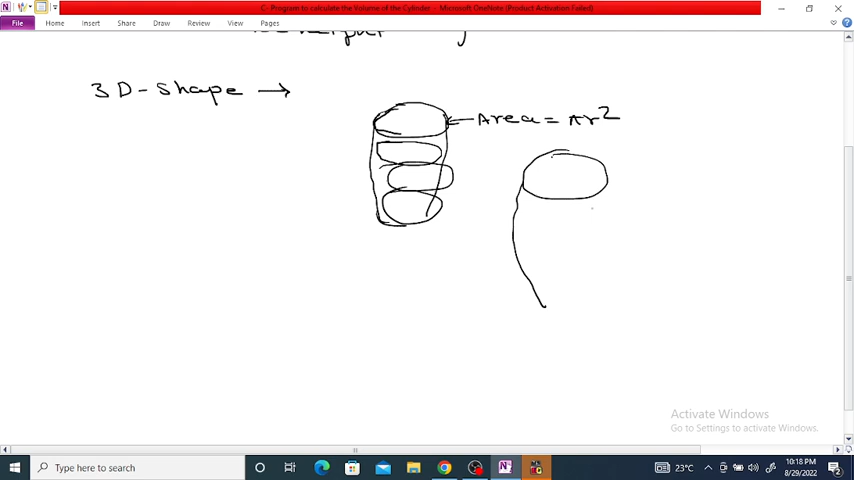 C- Program to calculate the Volume of the Cylinder - Microsoft OneNote (Product Activation Failed)
File Home Insert Share Draw Review View Pages
3D-Shape →
Area = πr²
Activate Windows
Go to Settings to activate Windows.
Type here to search
23°C
10:18 PM
8/29/2022
2